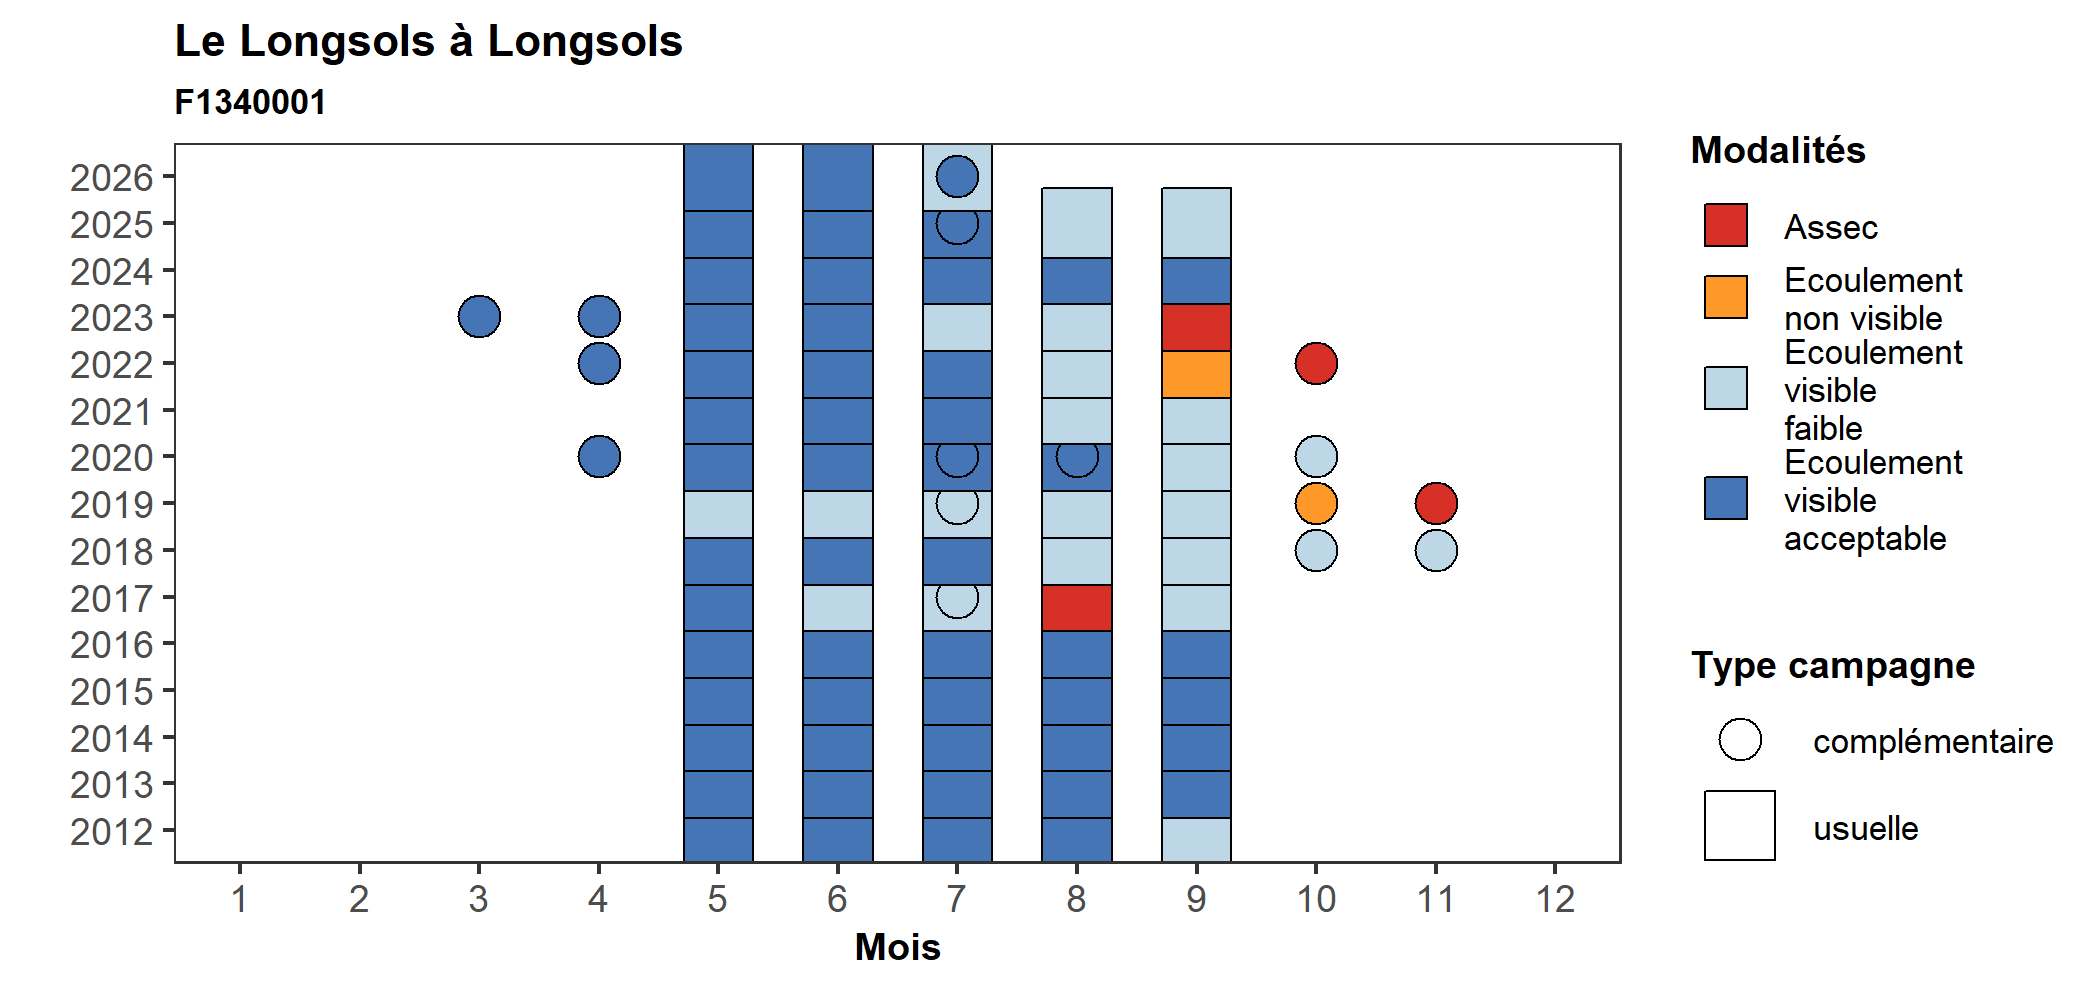 Le Longsols à Longsols
F1340001
2026
2025
2024
2023
2022
2021
2020
2019
2018
2017
2016
2015
2014
2013
2012
1 2 3 4 5 6 7 8 9 10 11 12
Mois
Modalités
Assec
Ecoulement
non visible
Ecoulement
visible
faible
Ecoulement
visible
acceptable
Type campagne
complémentaire
usuelle